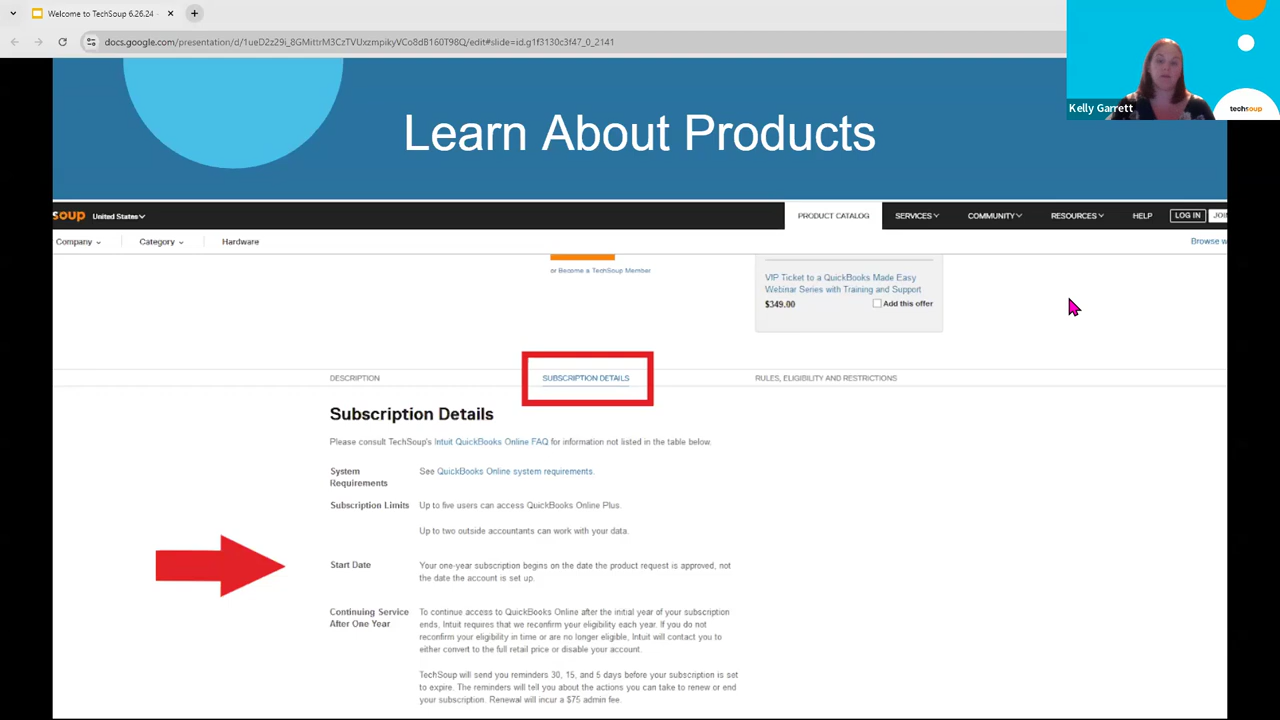 Welcome to TechSoup 6.26.24 -
docs.google.com/presentation/d/1ueD2z29i_8GMittrM3CzTVUxzmpikyVCo8dB160T98Q/edit#slide=id.g1f3130c3f47_0_2141
Kelly Garrett
techsoup
Learn About Products
soup United States PRODUCT CATALOG SERVICES COMMUNITY RESOURCES HELP LOG IN JOI
Company Category Hardware Browse w
or Become a TechSoup Member
VIP Ticket to a QuickBooks Made Easy
Webinar Series with Training and Support
$349.00 Add this offer
DESCRIPTION SUBSCRIPTION DETAILS RULES, ELIGIBILITY AND RESTRICTIONS
Subscription Details
Please consult TechSoup's Intuit QuickBooks Online FAQ for information not listed in the table below.
System Requirements See QuickBooks Online system requirements.
Subscription Limits Up to five users can access QuickBooks Online Plus.
Up to two outside accountants can work with your data.
Start Date Your one-year subscription begins on the date the product request is approved, not
the date the account is set up.
Continuing Service After One Year To continue access to QuickBooks Online after the initial year of your subscription
ends, Intuit requires that we reconfirm your eligibility each year. If you do not
reconfirm your eligibility in time or are no longer eligible, Intuit will contact you to
either convert to the full retail price or disable your account.
TechSoup will send you reminders 30, 15, and 5 days before your subscription is set
to expire. The reminders will tell you about the actions you can take to renew or end
your subscription. Renewal will incur a $75 admin fee.